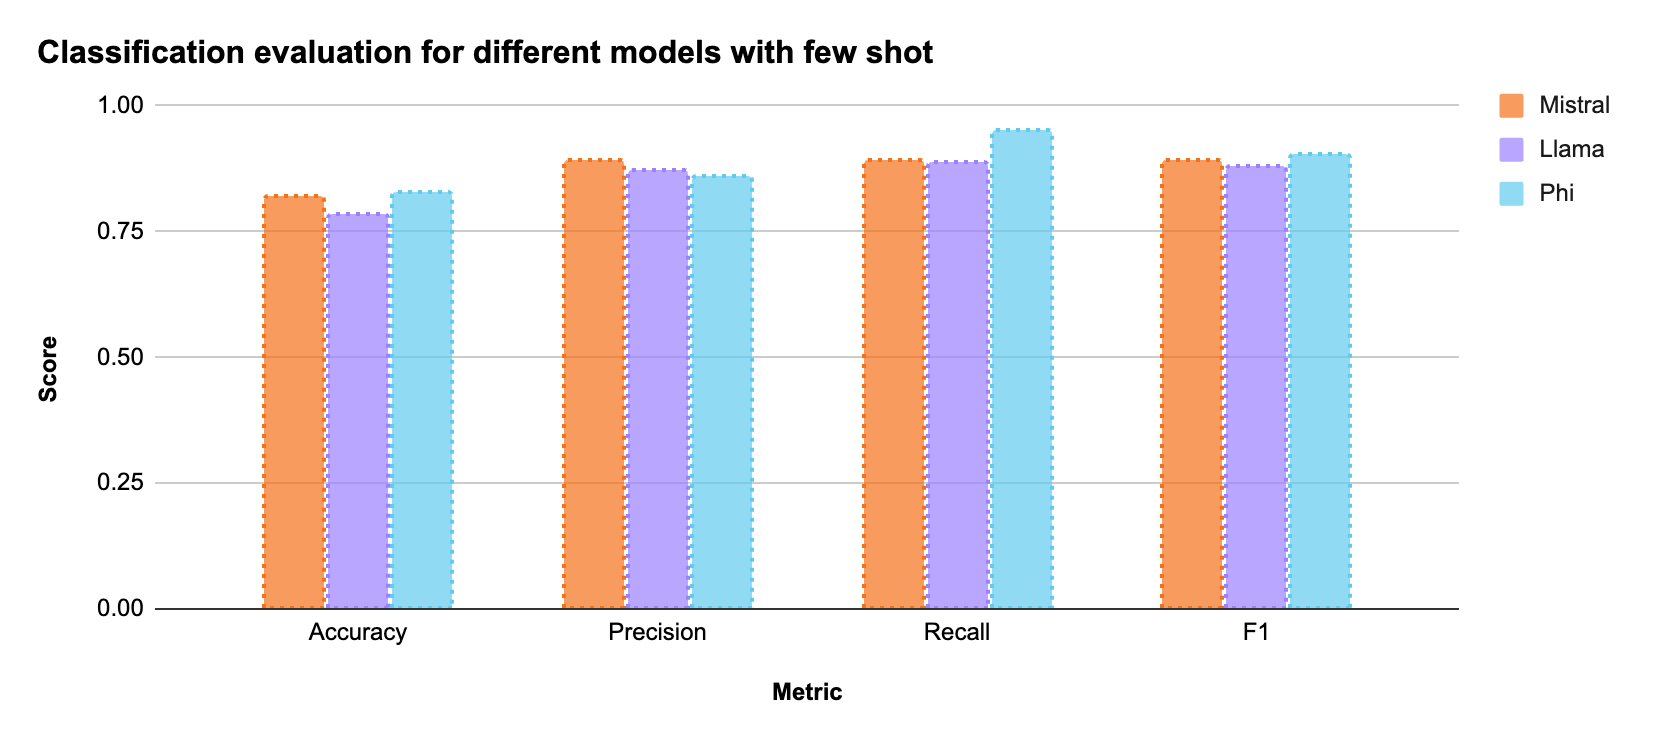 Classification evaluation for different models with few shot
1.00
0.75
0.50
0.25
0.00
Score
Accuracy
Precision
Recall
F1
Metric
Mistral
Llama
Phi